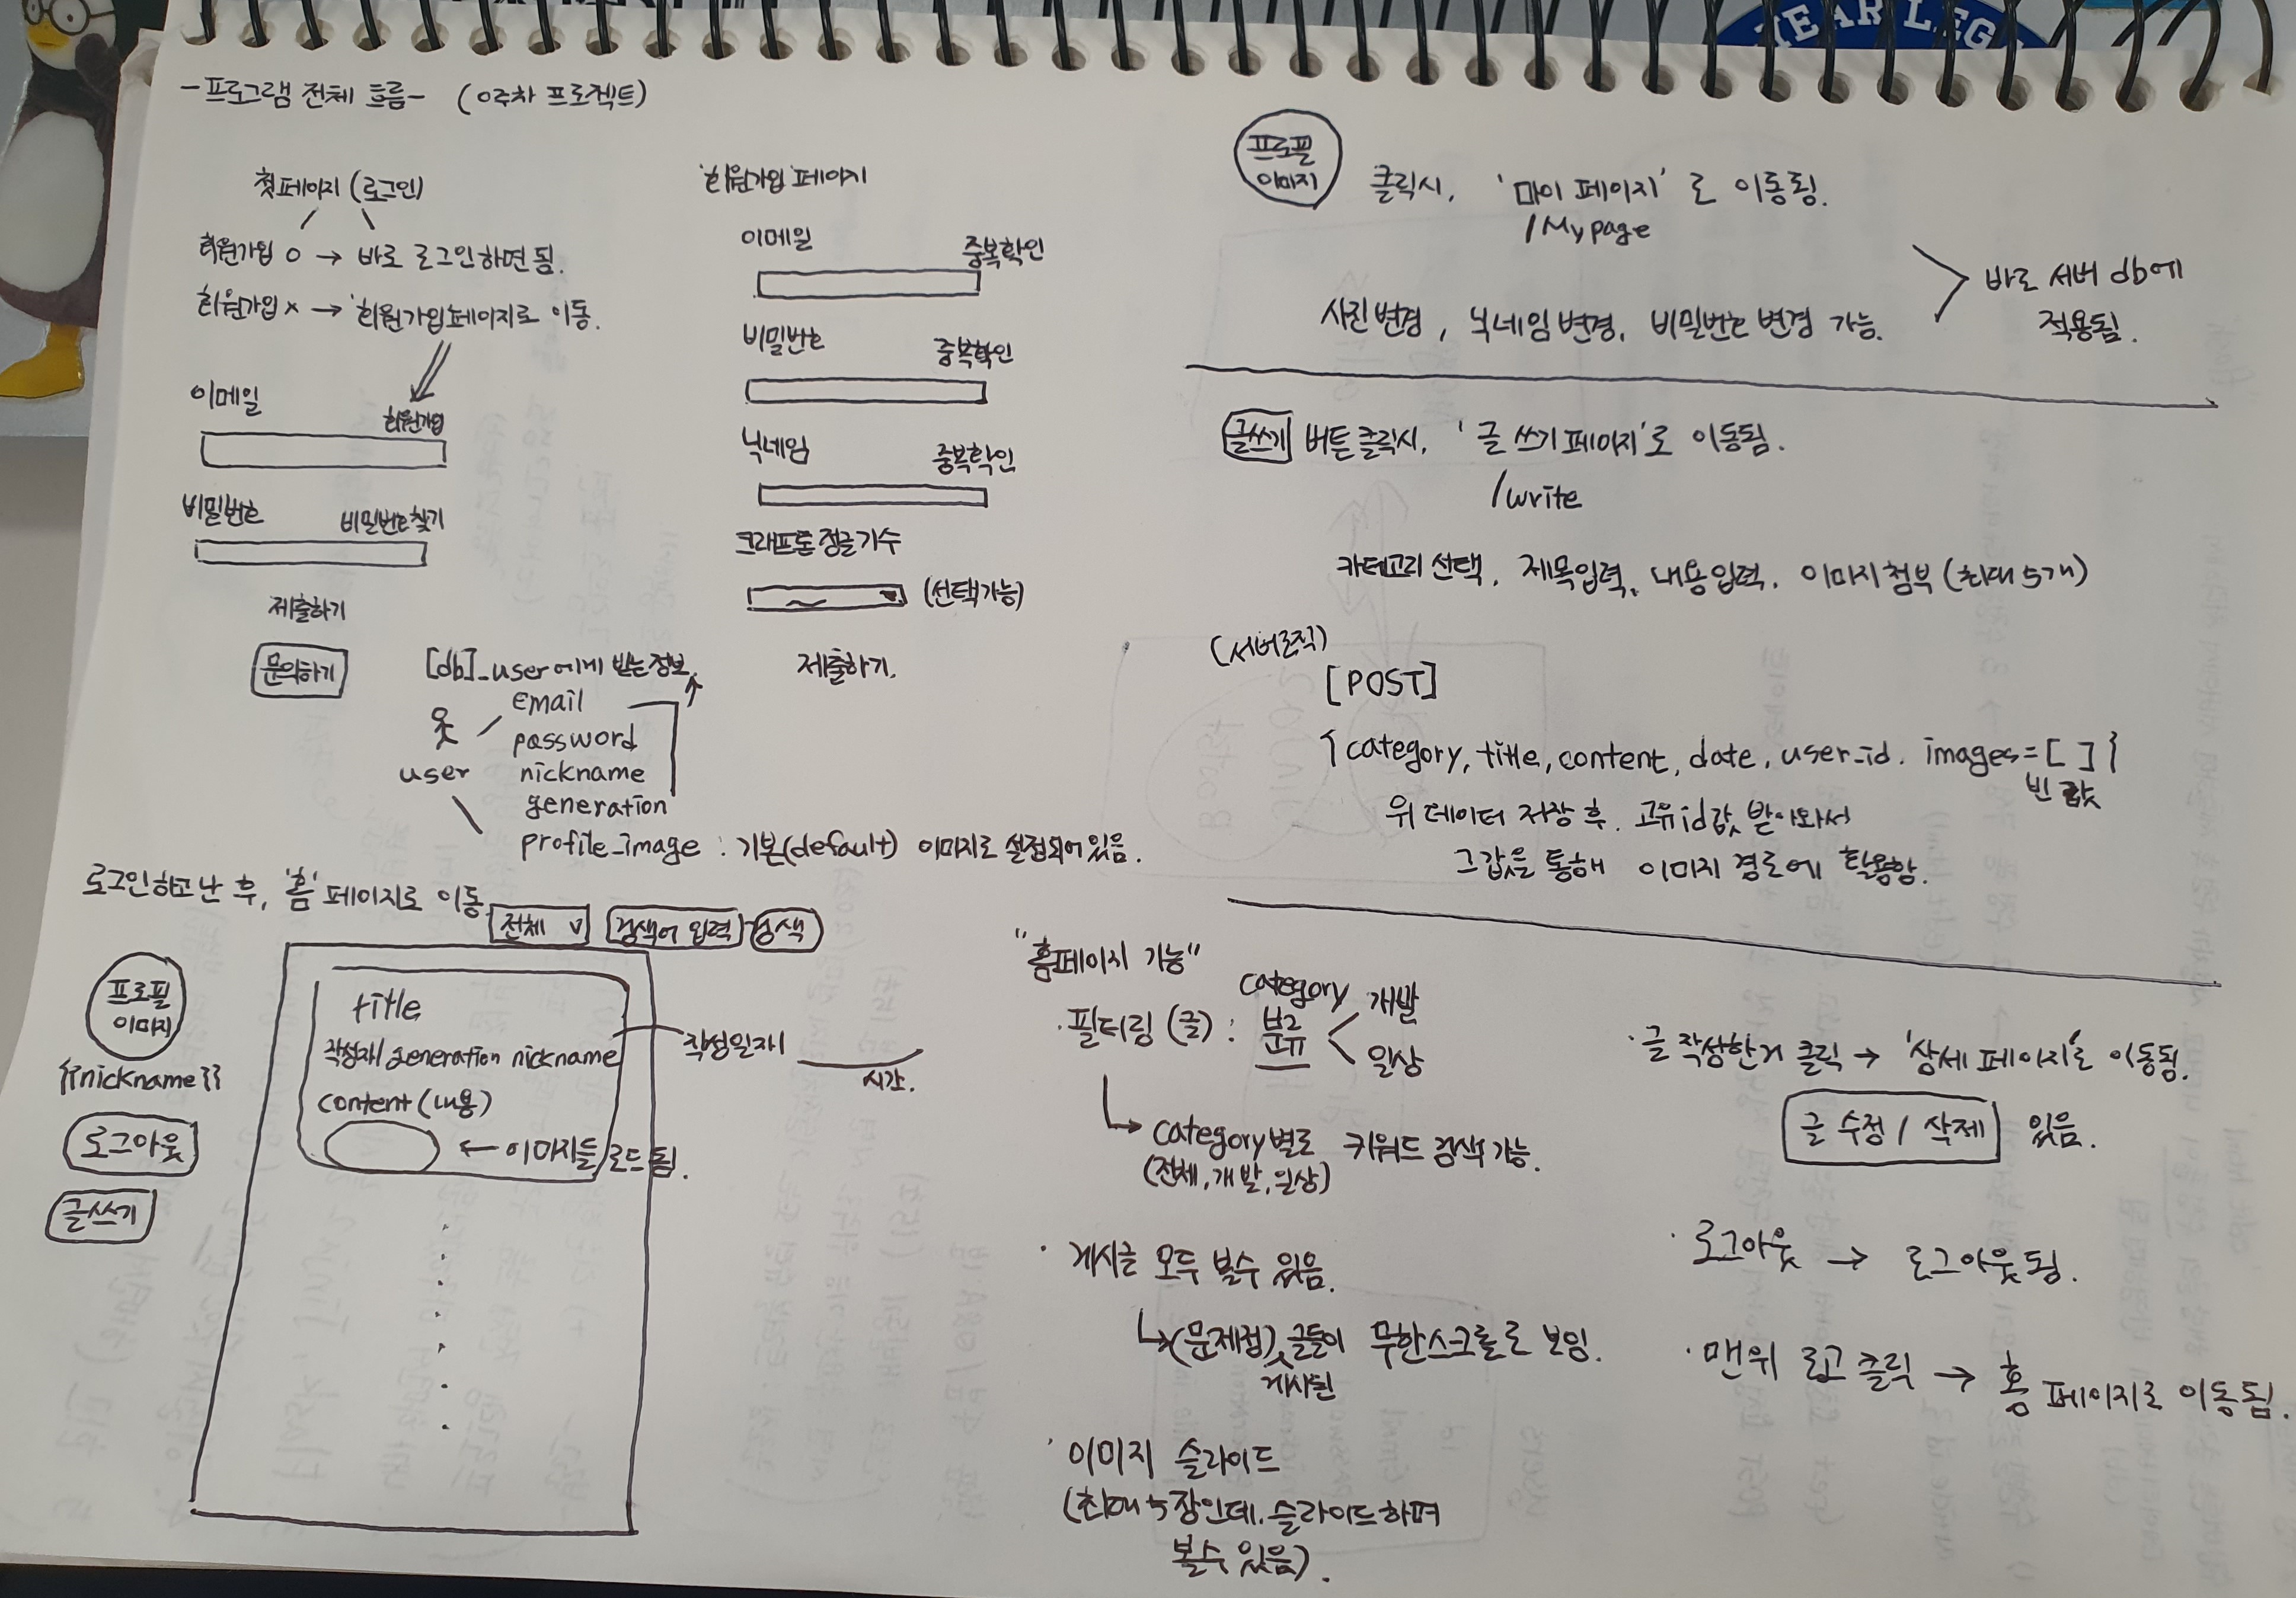 -프로그램 전체 흐름- (0주차 프로젝트)
첫페이지 (로그인)
회원가입 O → 바로 로그인하면 됨.
회원가입 x → '회원가입'페이지로 이동.
이메일
회원가입
비밀번호 비밀번호찾기
제출하기
문의하기
'회원가입'페이지
이메일 중복확인
비밀번호 중복확인
닉네임 중복확인
크래프톤 정글 기수
(선택가능)
제출하기.
[db]_user에게 받는 정보.
email
password
nickname
generation
user
profile_image : 기본(default) 이미지로 설정되어 있음.
로그인하고 난 후, '홈' 페이지로 이동.
전체 v 검색어 입력 검색
프로필
이미지
{{nickname}}
로그아웃
글쓰기
title
작성자/ generation nickname
content (내용)
← 이미지들 로드됨.
작성일자/
시간.
프로필
이미지
클릭시, '마이 페이지'로 이동됨.
/Mypage
사진 변경, 닉네임 변경, 비밀번호 변경 가능.
바로 서버 db에
적용됨.
글쓰기 버튼 클릭시, '글 쓰기 페이지'로 이동됨.
/write
카테고리 선택, 제목입력, 내용입력, 이미지 첨부 (최대 5개)
(서버로직)
[POST]
{category, title, content, date, user_id, images=[ ]}
빈 값
위 데이터 저장 후, 고유id값 받아와서
그 값을 통해 이미지 경로에 활용함.
"홈페이지 기능"
· 필터링 (글) : category
분류
개발
일상
category별로 키워드 검색 가능.
(전체, 개발, 일상)
· 게시글 모두 볼수 있음.
(문제점) 글들이 무한스크롤로 보임.
게시된
· 이미지 슬라이드
(최대 5장인데, 슬라이드하며
볼수 있음).
· 글 작성한거 클릭 → '상세 페이지'로 이동됨.
글 수정 / 삭제 있음.
· 로그아웃 → 로그아웃됨.
· 맨위 로고 클릭 → 홈 페이지로 이동됨.
YEAR LEG